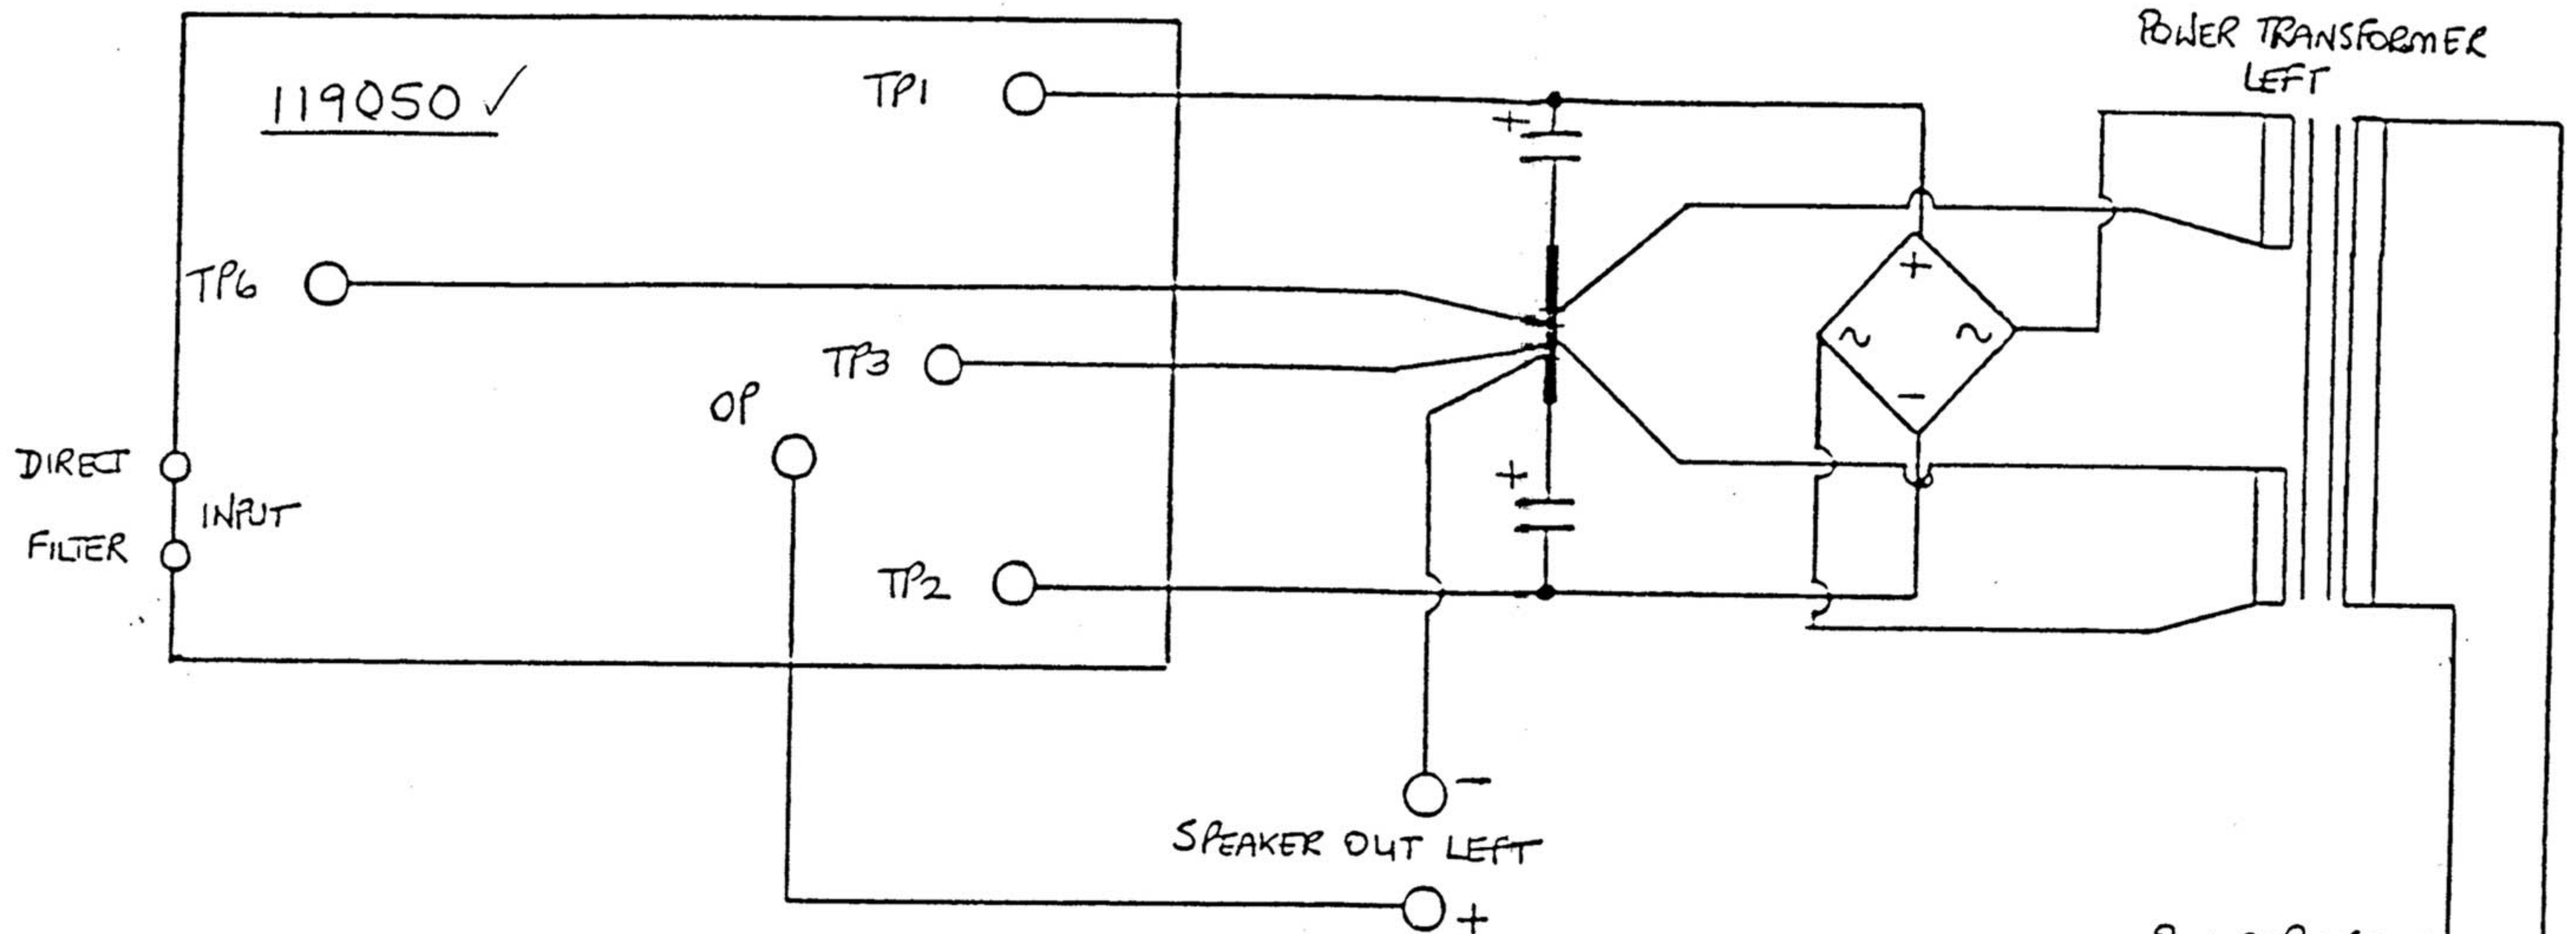 POWER TRANSFORMER
LEFT
119050 ✓
TP1
+
+
TP6
~ ~
TP3
-
OP
DIRECT
+
INPUT
FILTER
TP2
-
SPEAKER OUT LEFT
+